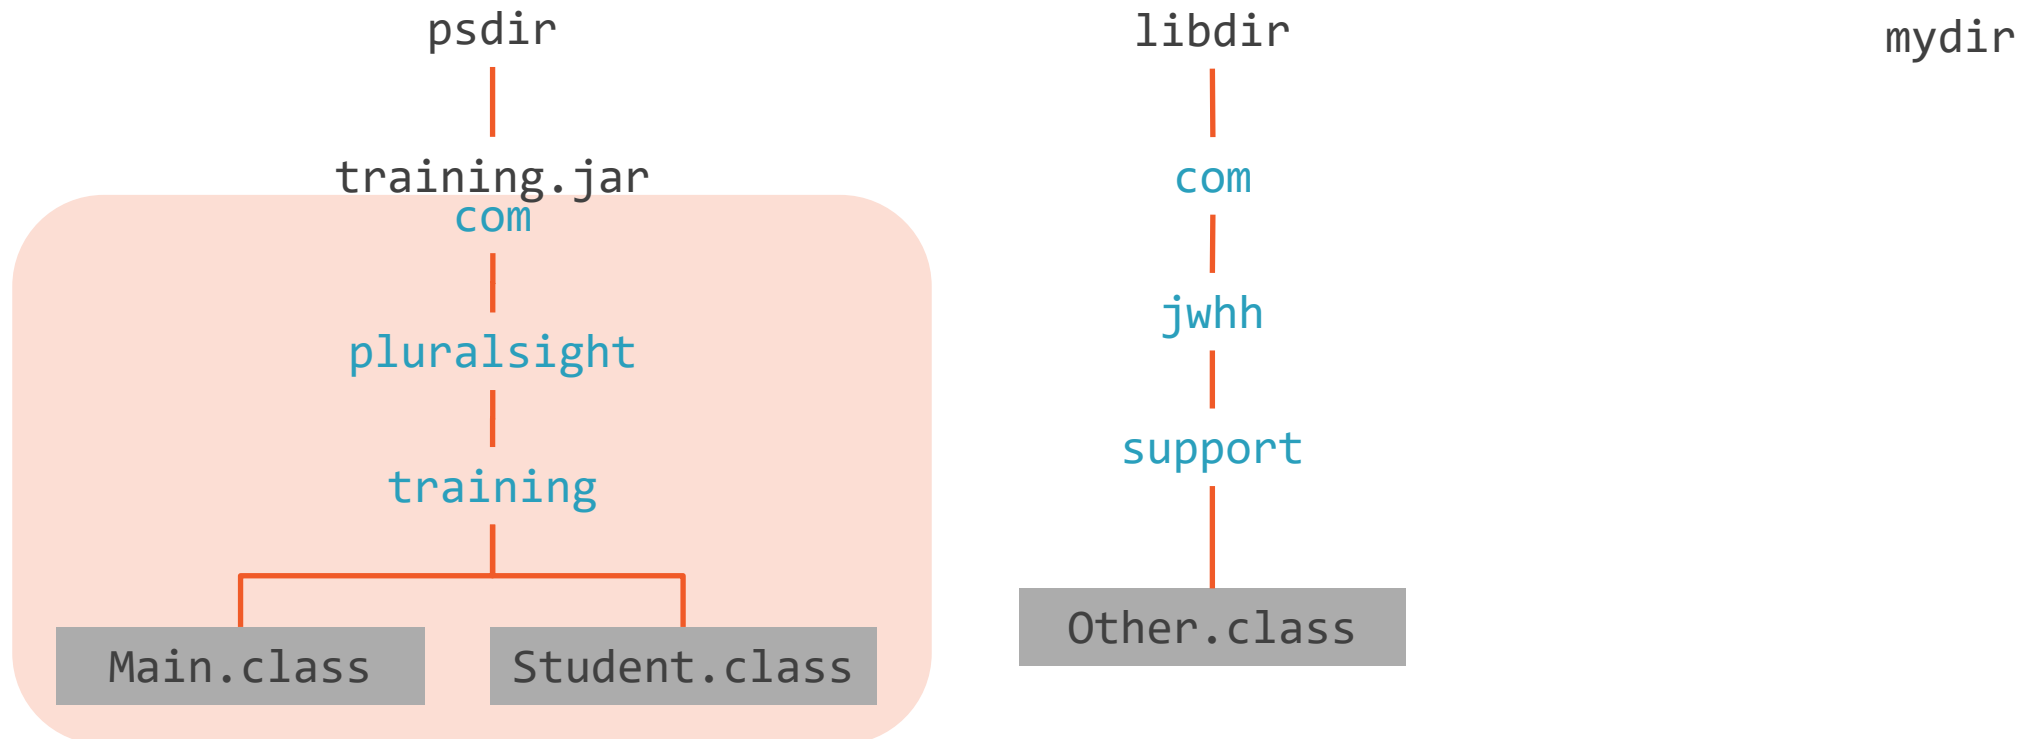 psdir
training.jar
com
pluralsight
training
Main.class
Student.class
libdir
com
jwhh
support
Other.class
mydir